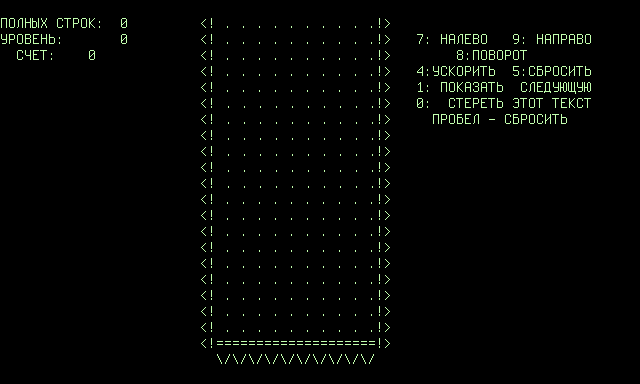 ПОЛНЫХ СТРОК:  0
УРОВЕНЬ:       0
СЧЕТ:    0
7: НАЛЕВО   9: НАПРАВО
8:ПОВОРОТ
4:УСКОРИТЬ  5:СБРОСИТЬ
1: ПОКАЗАТЬ  СЛЕДУЮЩУЮ
0:  СТЕРЕТЬ ЭТОТ ТЕКСТ
ПРОБЕЛ - СБРОСИТЬ